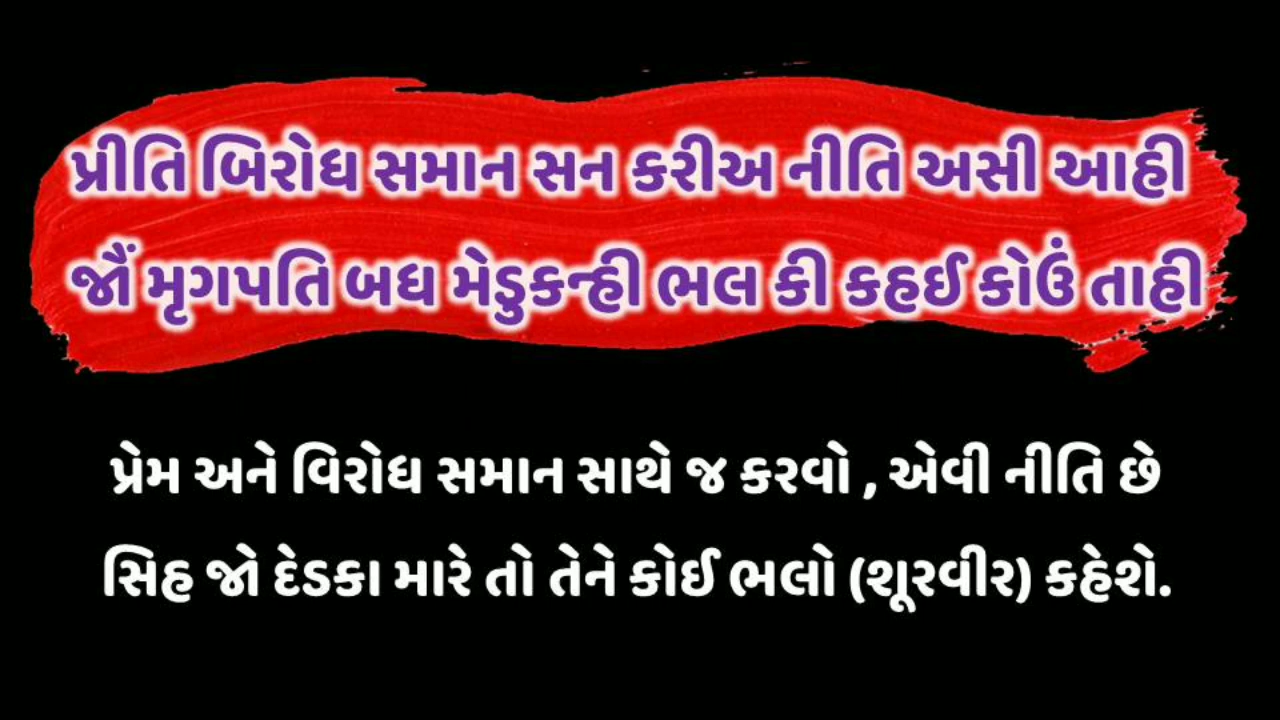 પ્રીતિ બિરોધ સમાન સન કરીઅ નીતિ અસી આહી
જૌં મૃગપતિ બધ મેડુકન્હી ભલ કી કહઈ કોઉં તાહી
પ્રેમ અને વિરોધ સમાન સાથે જ કરવો , એવી નીતિ છે
સિહ જો દેડકા મારે તો તેને કોઈ ભલો (શૂરવીર) કહેશે.